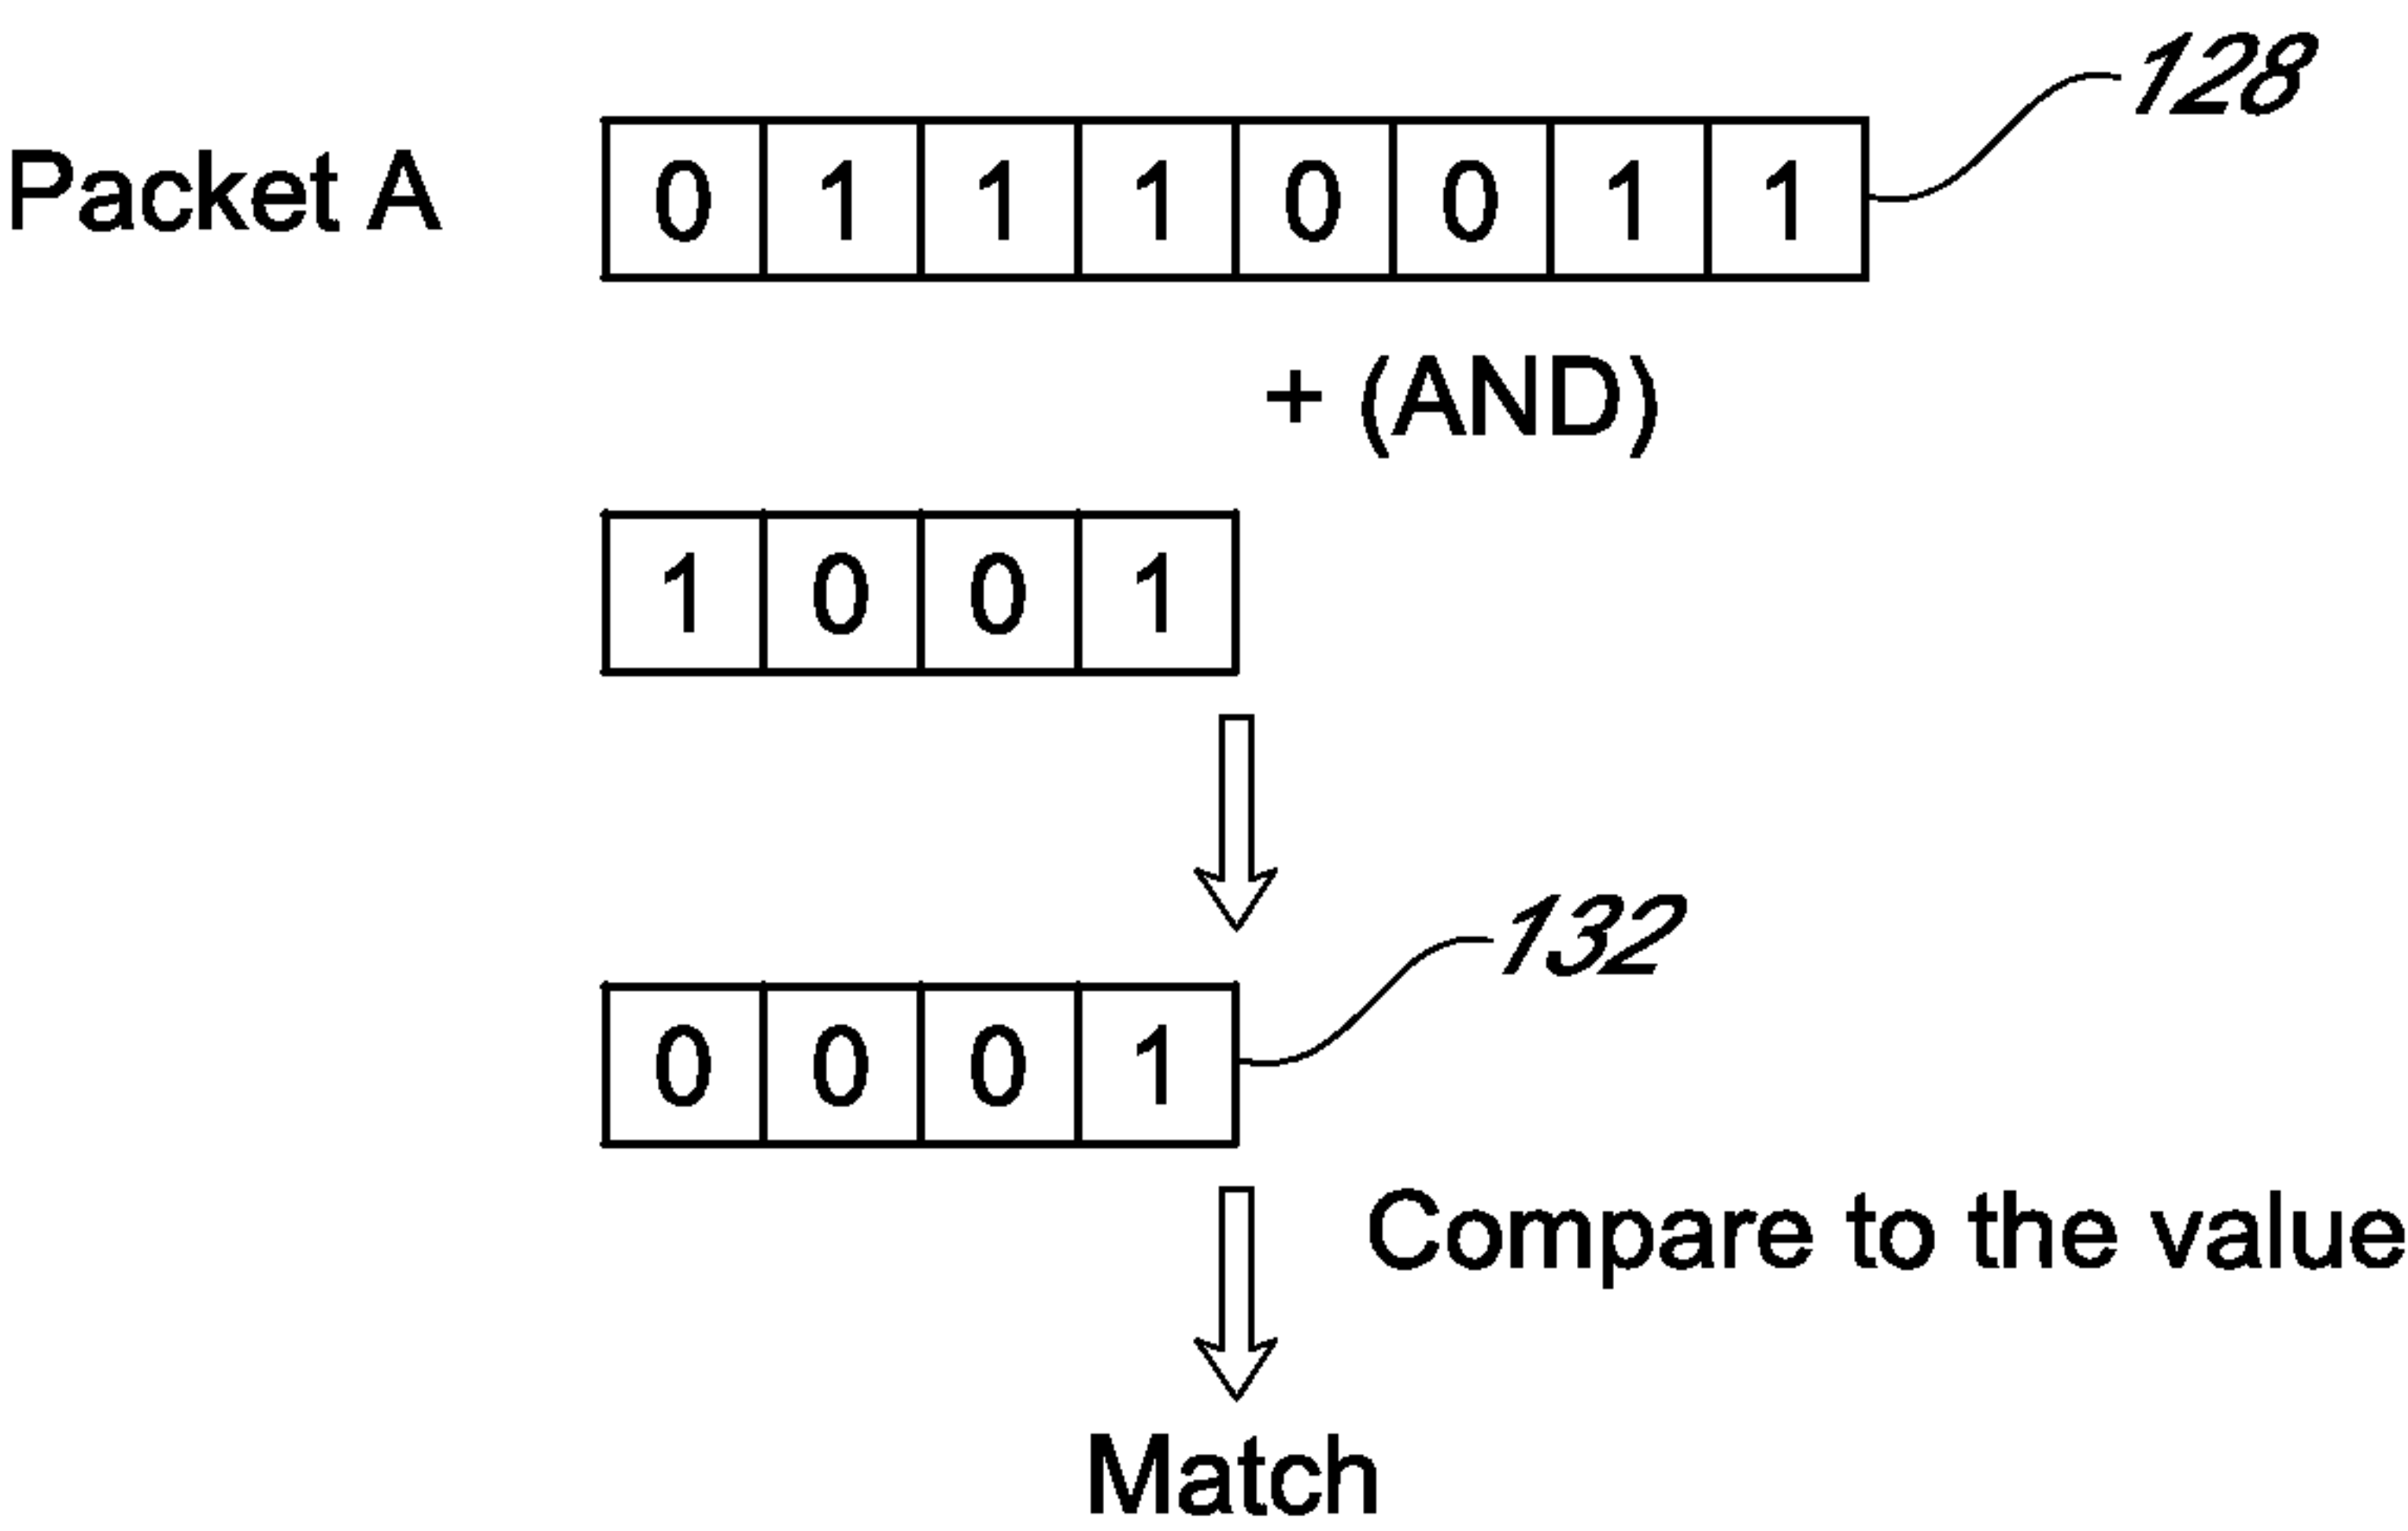 128
Packet A 0 1 1 1 0 0 1 1
+ (AND)
1 0 0 1
132
0 0 0 1
Compare to the value
Match